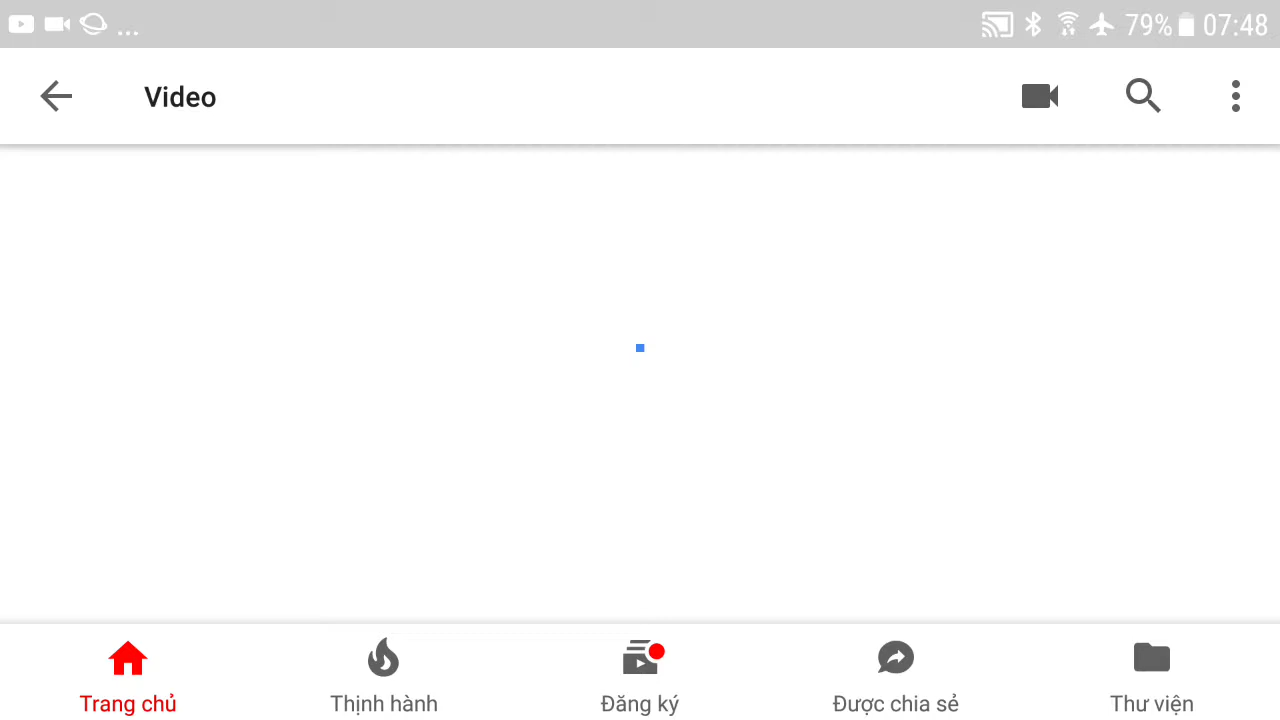 ... 79% 07:48
Video
Trang chủ Thịnh hành Đăng ký Được chia sẻ Thư viện